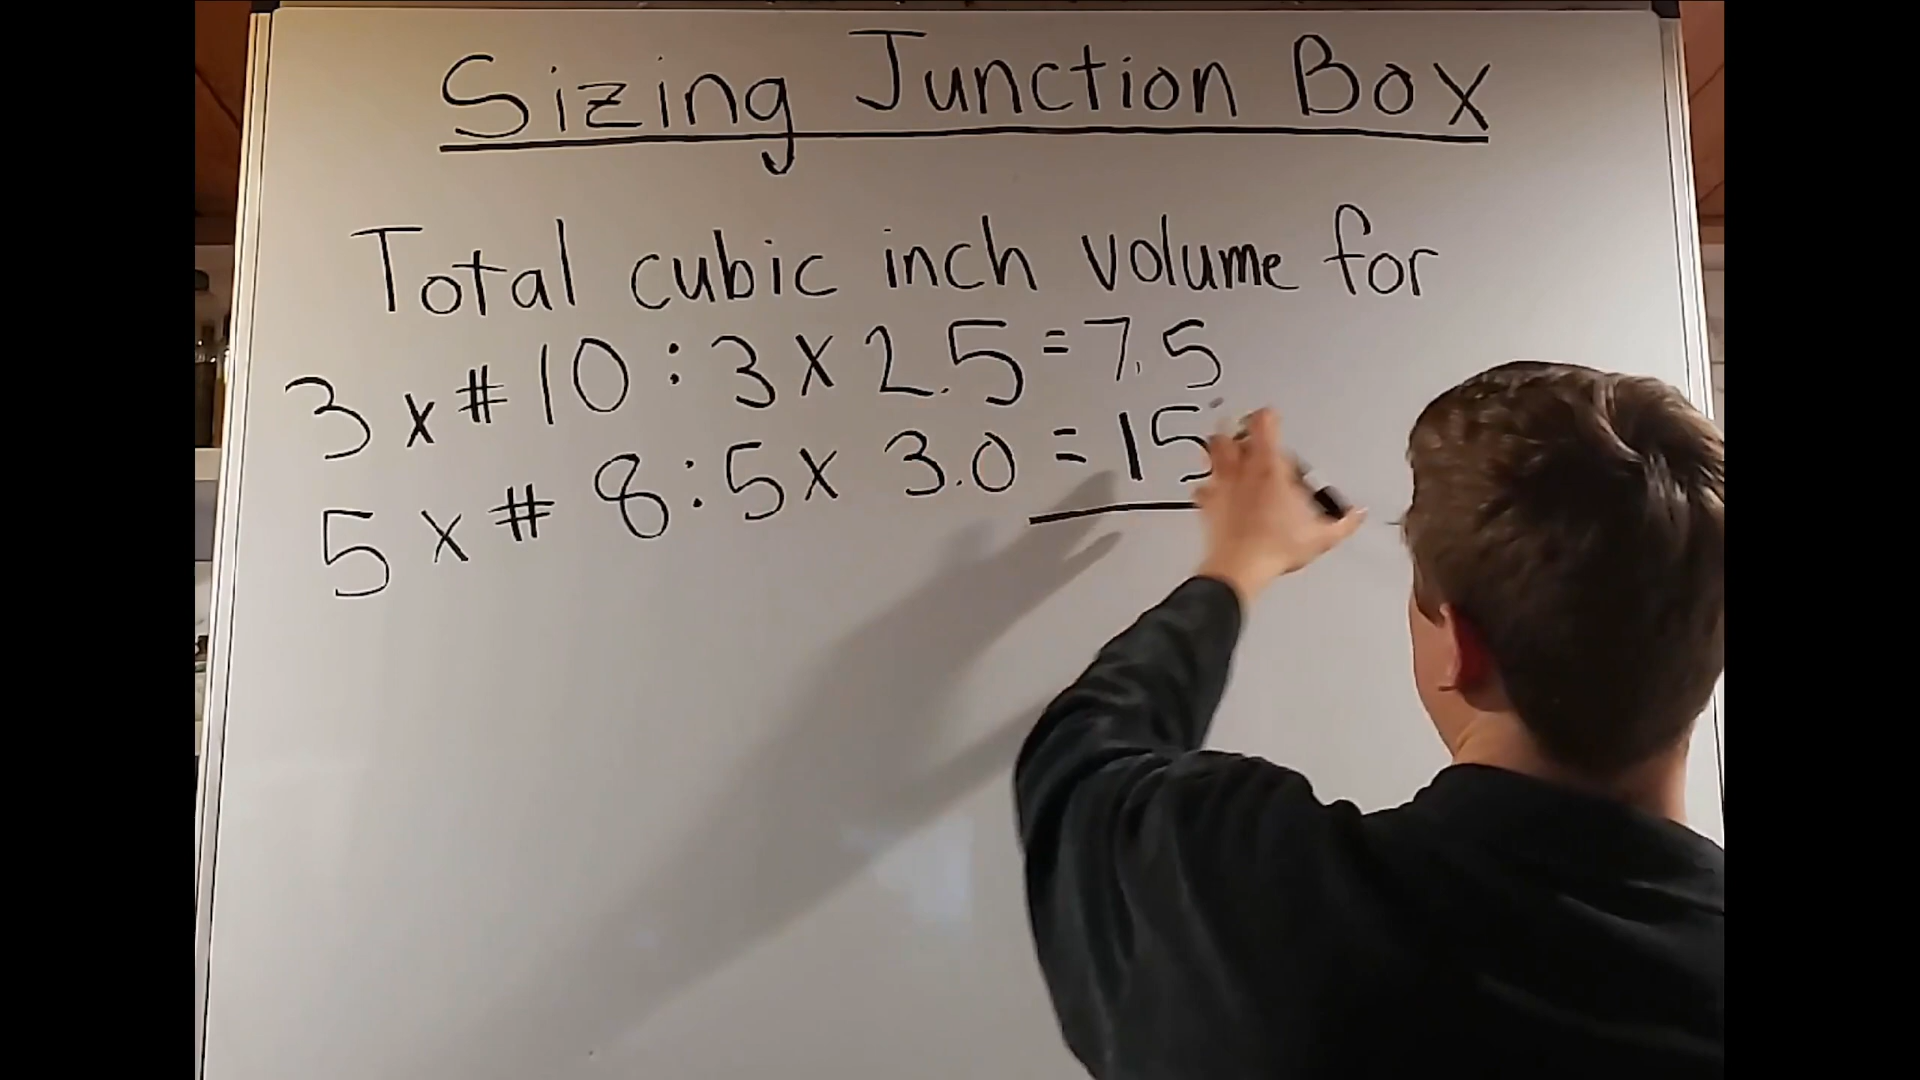 Sizing Junction Box
Total cubic inch volume for
3 x # 10 : 3 x 2.5 = 7.5
5 x # 8 : 5 x 3.0 = 15